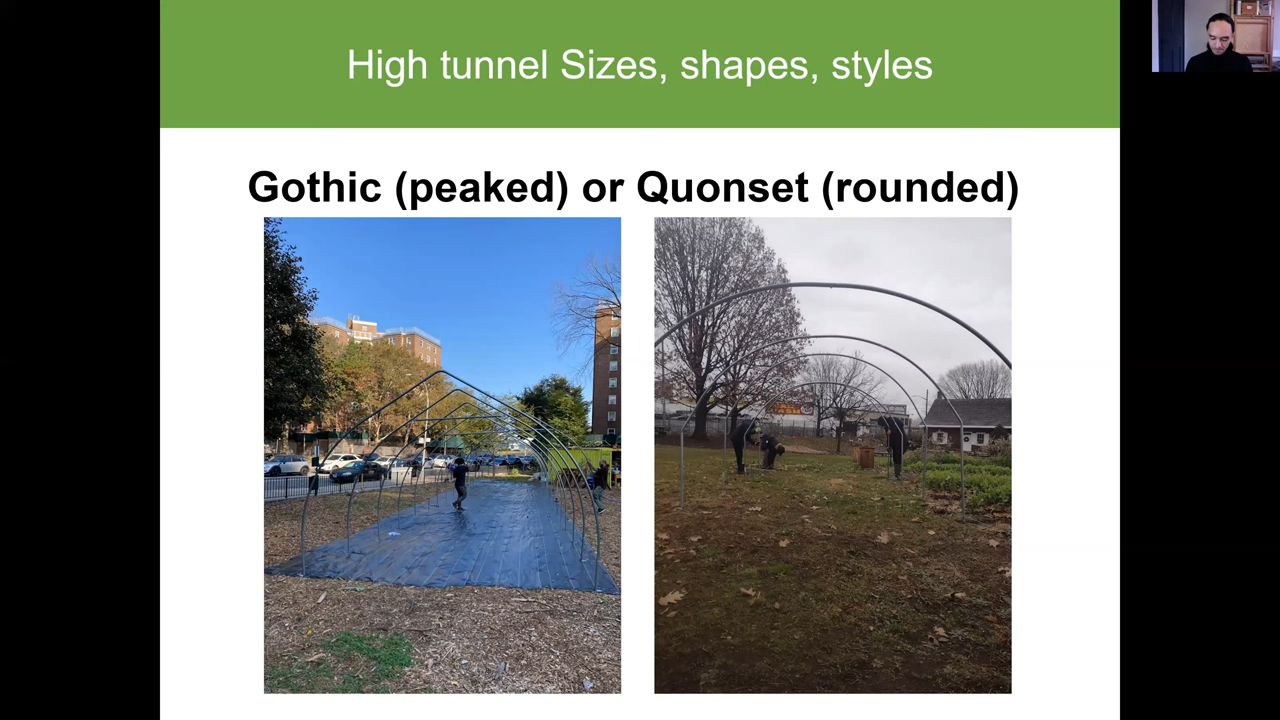 High tunnel Sizes, shapes, styles
Gothic (peaked) or Quonset (rounded)